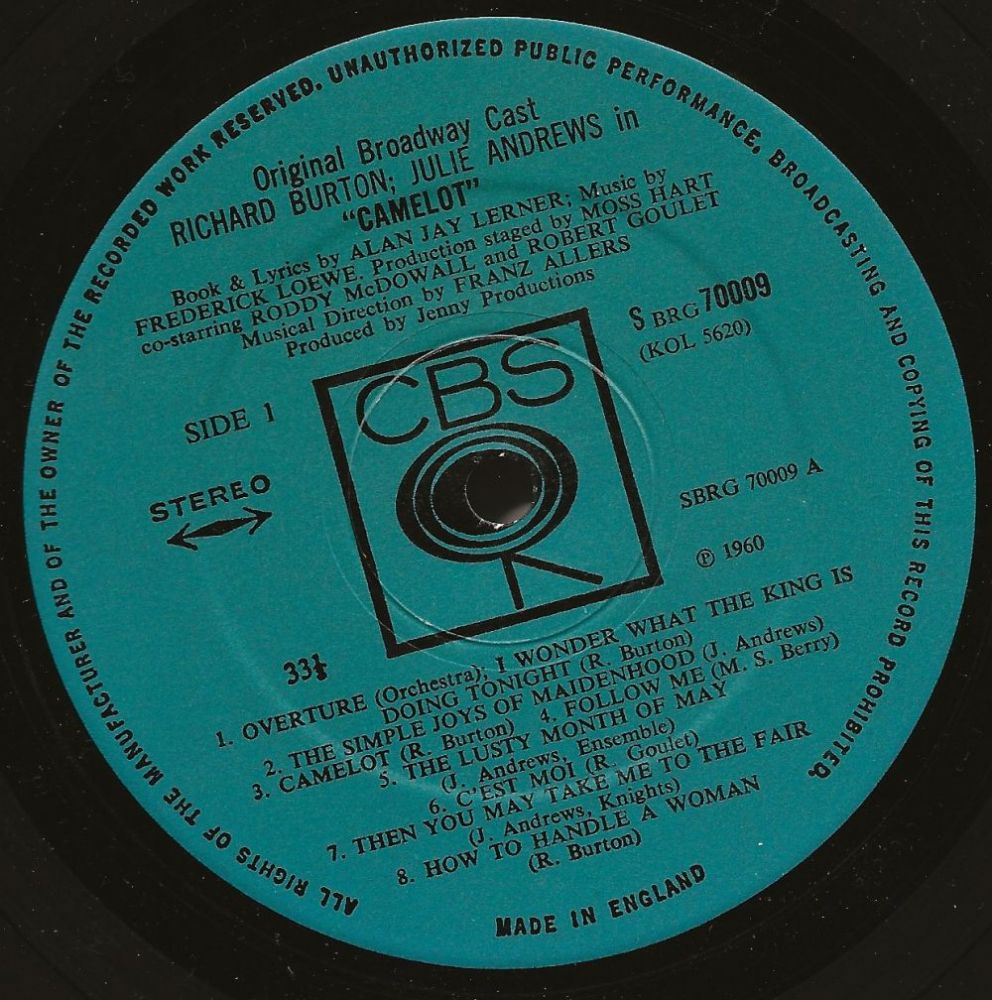 ALL RIGHTS OF THE MANUFACTURER AND OF THE OWNER OF THE RECORDED WORK RESERVED. UNAUTHORIZED PUBLIC PERFORMANCE, BROADCASTING AND COPYING OF THIS RECORD PROHIBITED.
Original Broadway Cast
RICHARD BURTON; JULIE ANDREWS in
"CAMELOT"
Book & Lyrics by ALAN JAY LERNER; Music by
FREDERICK LOEWE. Production staged by MOSS HART
co-starring RODDY McDOWALL and ROBERT GOULET
Musical Direction by FRANZ ALLERS
Produced by Jenny Productions
S BRG 70009
(KOL 5620)
CBS
SIDE 1
STEREO
SBRG 70009 A
℗ 1960
33⅓
1. OVERTURE (Orchestra); I WONDER WHAT THE KING IS
DOING TONIGHT (R. Burton)
2. THE SIMPLE JOYS OF MAIDENHOOD (J. Andrews)
3. CAMELOT (R. Burton) 4. FOLLOW ME (M. S. Berry)
5. THE LUSTY MONTH OF MAY
(J. Andrews, Ensemble)
6. C'EST MOI (R. Goulet)
7. THEN YOU MAY TAKE ME TO THE FAIR
(J. Andrews, Knights)
8. HOW TO HANDLE A WOMAN
(R. Burton)
MADE IN ENGLAND